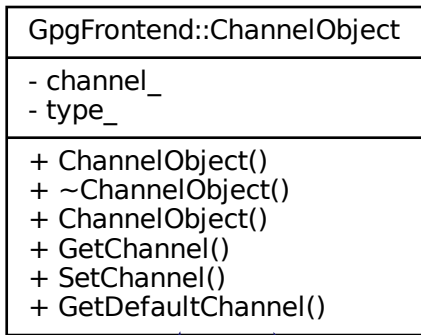 GpgFrontend::ChannelObject
- channel_
- type_
+ ChannelObject()
+ ~ChannelObject()
+ ChannelObject()
+ GetChannel()
+ SetChannel()
+ GetDefaultChannel()